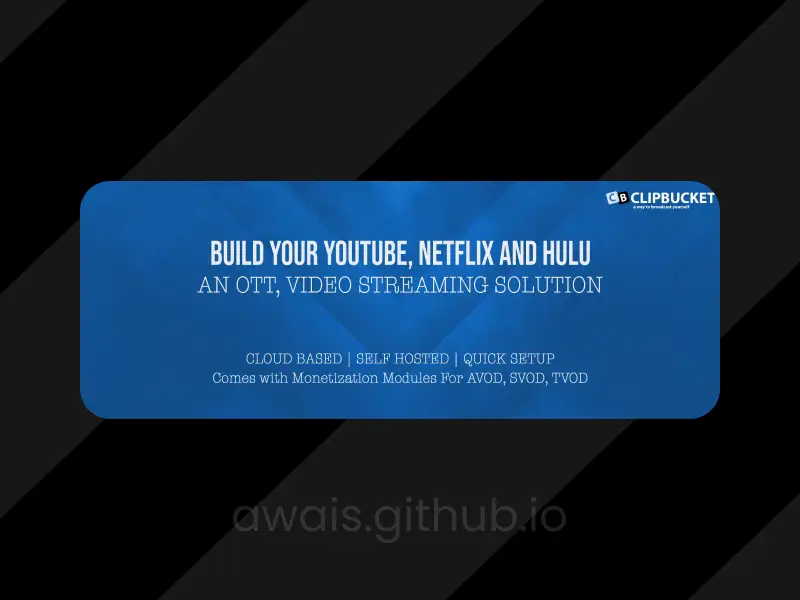 CB CLIPBUCKET
a way to broadcast yourself
BUILD YOUR YOUTUBE, NETFLIX AND HULU
AN OTT, VIDEO STREAMING SOLUTION
CLOUD BASED | SELF HOSTED | QUICK SETUP
Comes with Monetization Modules For AVOD, SVOD, TVOD
awais.github.io